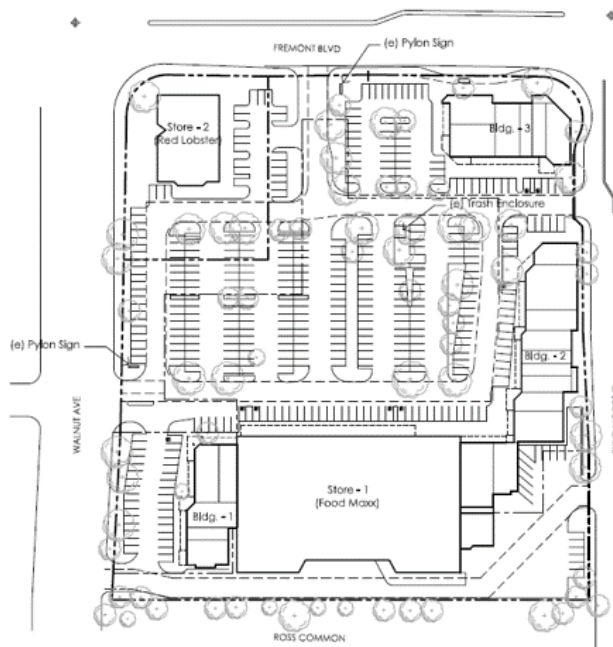 FREMONT BLVD
(e) Pylon Sign
Store - 2
(Red Lobster)
Bldg. - 3
(e) Trash Enclosure
(e) Pylon Sign
Bldg. - 2
WALNUT AVE
Store - 1
(Food Maxx)
Bldg. - 1
ROSS COMMON